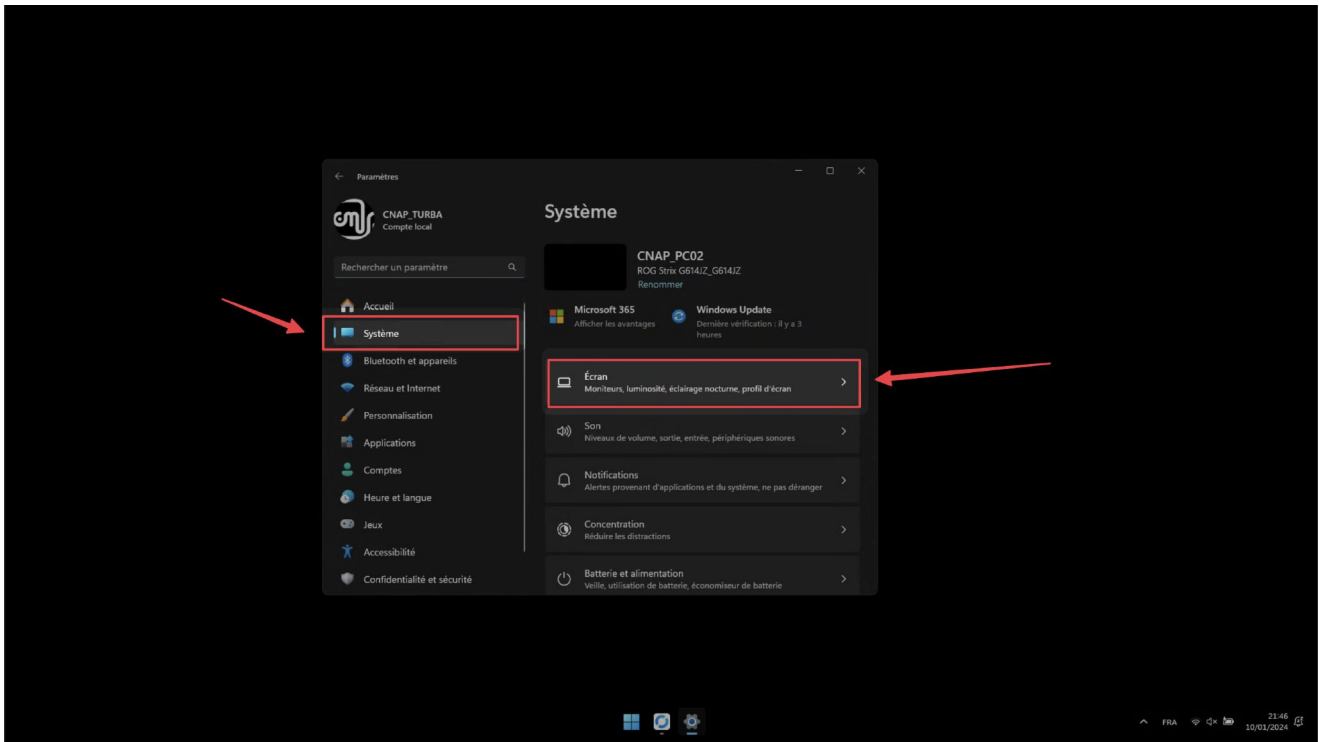 Paramètres
CNAP_TURBA
Compte local
Rechercher un paramètre
Accueil
Système
Bluetooth et appareils
Réseau et Internet
Personnalisation
Applications
Comptes
Heure et langue
Jeux
Accessibilité
Confidentialité et sécurité
Système
CNAP_PC02
ROG Strix G614JZ_G614JZ
Renommer
Microsoft 365
Afficher les avantages
Windows Update
Dernière vérification : il y a 3
heures
Écran
Moniteurs, luminosité, éclairage nocturne, profil d'écran
Son
Niveaux de volume, sortie, entrée, périphériques sonores
Notifications
Alertes provenant d'applications et du système, ne pas déranger
Concentration
Réduire les distractions
Batterie et alimentation
Veille, utilisation de batterie, économiseur de batterie
FRA
21:46
10/01/2024